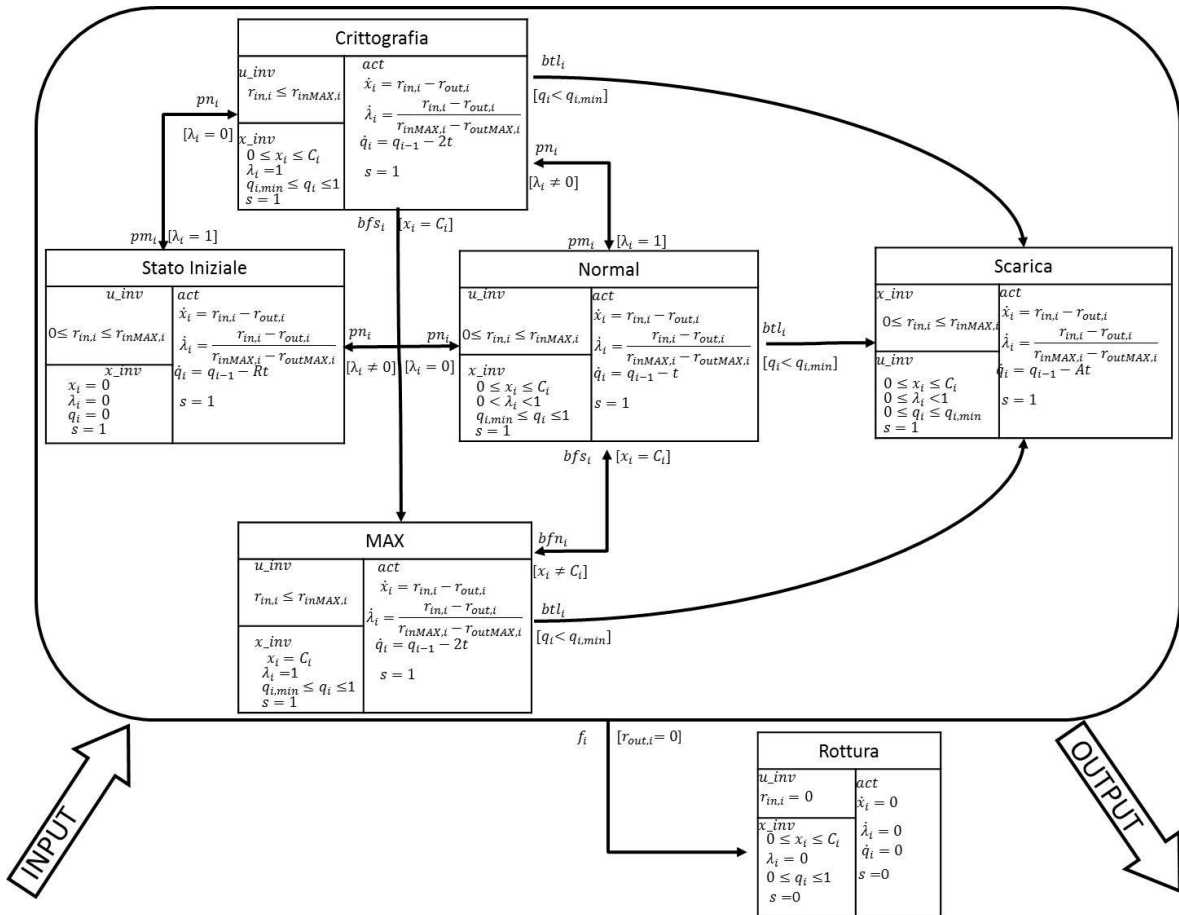 Crittografia
u_inv
r_{in,i} ≤ r_{inMAX,i}
x_inv
0 ≤ x_i ≤ C_i
λ_i =1
q_{i,min} ≤ q_i ≤1
s = 1
act
ẋ_i = r_{in,i} − r_{out,i}
λ̇_i = (r_{in,i} − r_{out,i})/(r_{inMAX,i} − r_{outMAX,i})
q̇_i = q_{i−1} − 2t
s = 1
btl_i
[q_i< q_{i,min}]
pn_i
[λ_i = 0]
pn_i
[λ_i ≠ 0]
bfs_i [x_i = C_i]
pm_i [λ_i = 1]
pm_i [λ_i = 1]
Stato Iniziale
u_inv
0≤ r_{in,i} ≤ r_{inMAX,i}
x_inv
x_i = 0
λ_i = 0
q_i = 0
s = 1
act
ẋ_i = r_{in,i} − r_{out,i}
λ̇_i = (r_{in,i} − r_{out,i})/(r_{inMAX,i} − r_{outMAX,i})
q̇_i = q_{i−1} − Rt
s = 1
pn_i
[λ_i ≠ 0]
pn_i
[λ_i = 0]
Normal
u_inv
0≤ r_{in,i} ≤ r_{inMAX,i}
x_inv
0 ≤ x_i ≤ C_i
0 < λ_i <1
q_{i,min} ≤ q_i ≤1
s = 1
act
ẋ_i = r_{in,i} − r_{out,i}
λ̇_i = (r_{in,i} − r_{out,i})/(r_{inMAX,i} − r_{outMAX,i})
q̇_i = q_{i−1} − t
s = 1
btl_i
[q_i< q_{i,min}]
Scarica
x_inv
0≤ r_{in,i} ≤ r_{inMAX,i}
u_inv
0 ≤ x_i ≤ C_i
0 ≤ λ_i <1
0 ≤ q_i ≤ q_{i,min}
s = 1
act
ẋ_i = r_{in,i} − r_{out,i}
λ̇_i = (r_{in,i} − r_{out,i})/(r_{inMAX,i} − r_{outMAX,i})
q̇_i = q_{i−1} − At
s = 1
bfs_i [x_i = C_i]
bfn_i
[x_i ≠ C_i]
MAX
u_inv
r_{in,i} ≤ r_{inMAX,i}
x_inv
x_i = C_i
λ_i =1
q_{i,min} ≤ q_i ≤1
s = 1
act
ẋ_i = r_{in,i} − r_{out,i}
λ̇_i = (r_{in,i} − r_{out,i})/(r_{inMAX,i} − r_{outMAX,i})
q̇_i = q_{i−1} − 2t
s = 1
btl_i
[q_i< q_{i,min}]
f_i [r_{out,i}= 0]
Rottura
u_inv
r_{in,i} = 0
x_inv
0 ≤ x_i ≤ C_i
λ_i = 0
0 ≤ q_i ≤1
s =0
act
ẋ_i = 0
λ̇_i = 0
q̇_i = 0
s =0
INPUT
OUTPUT